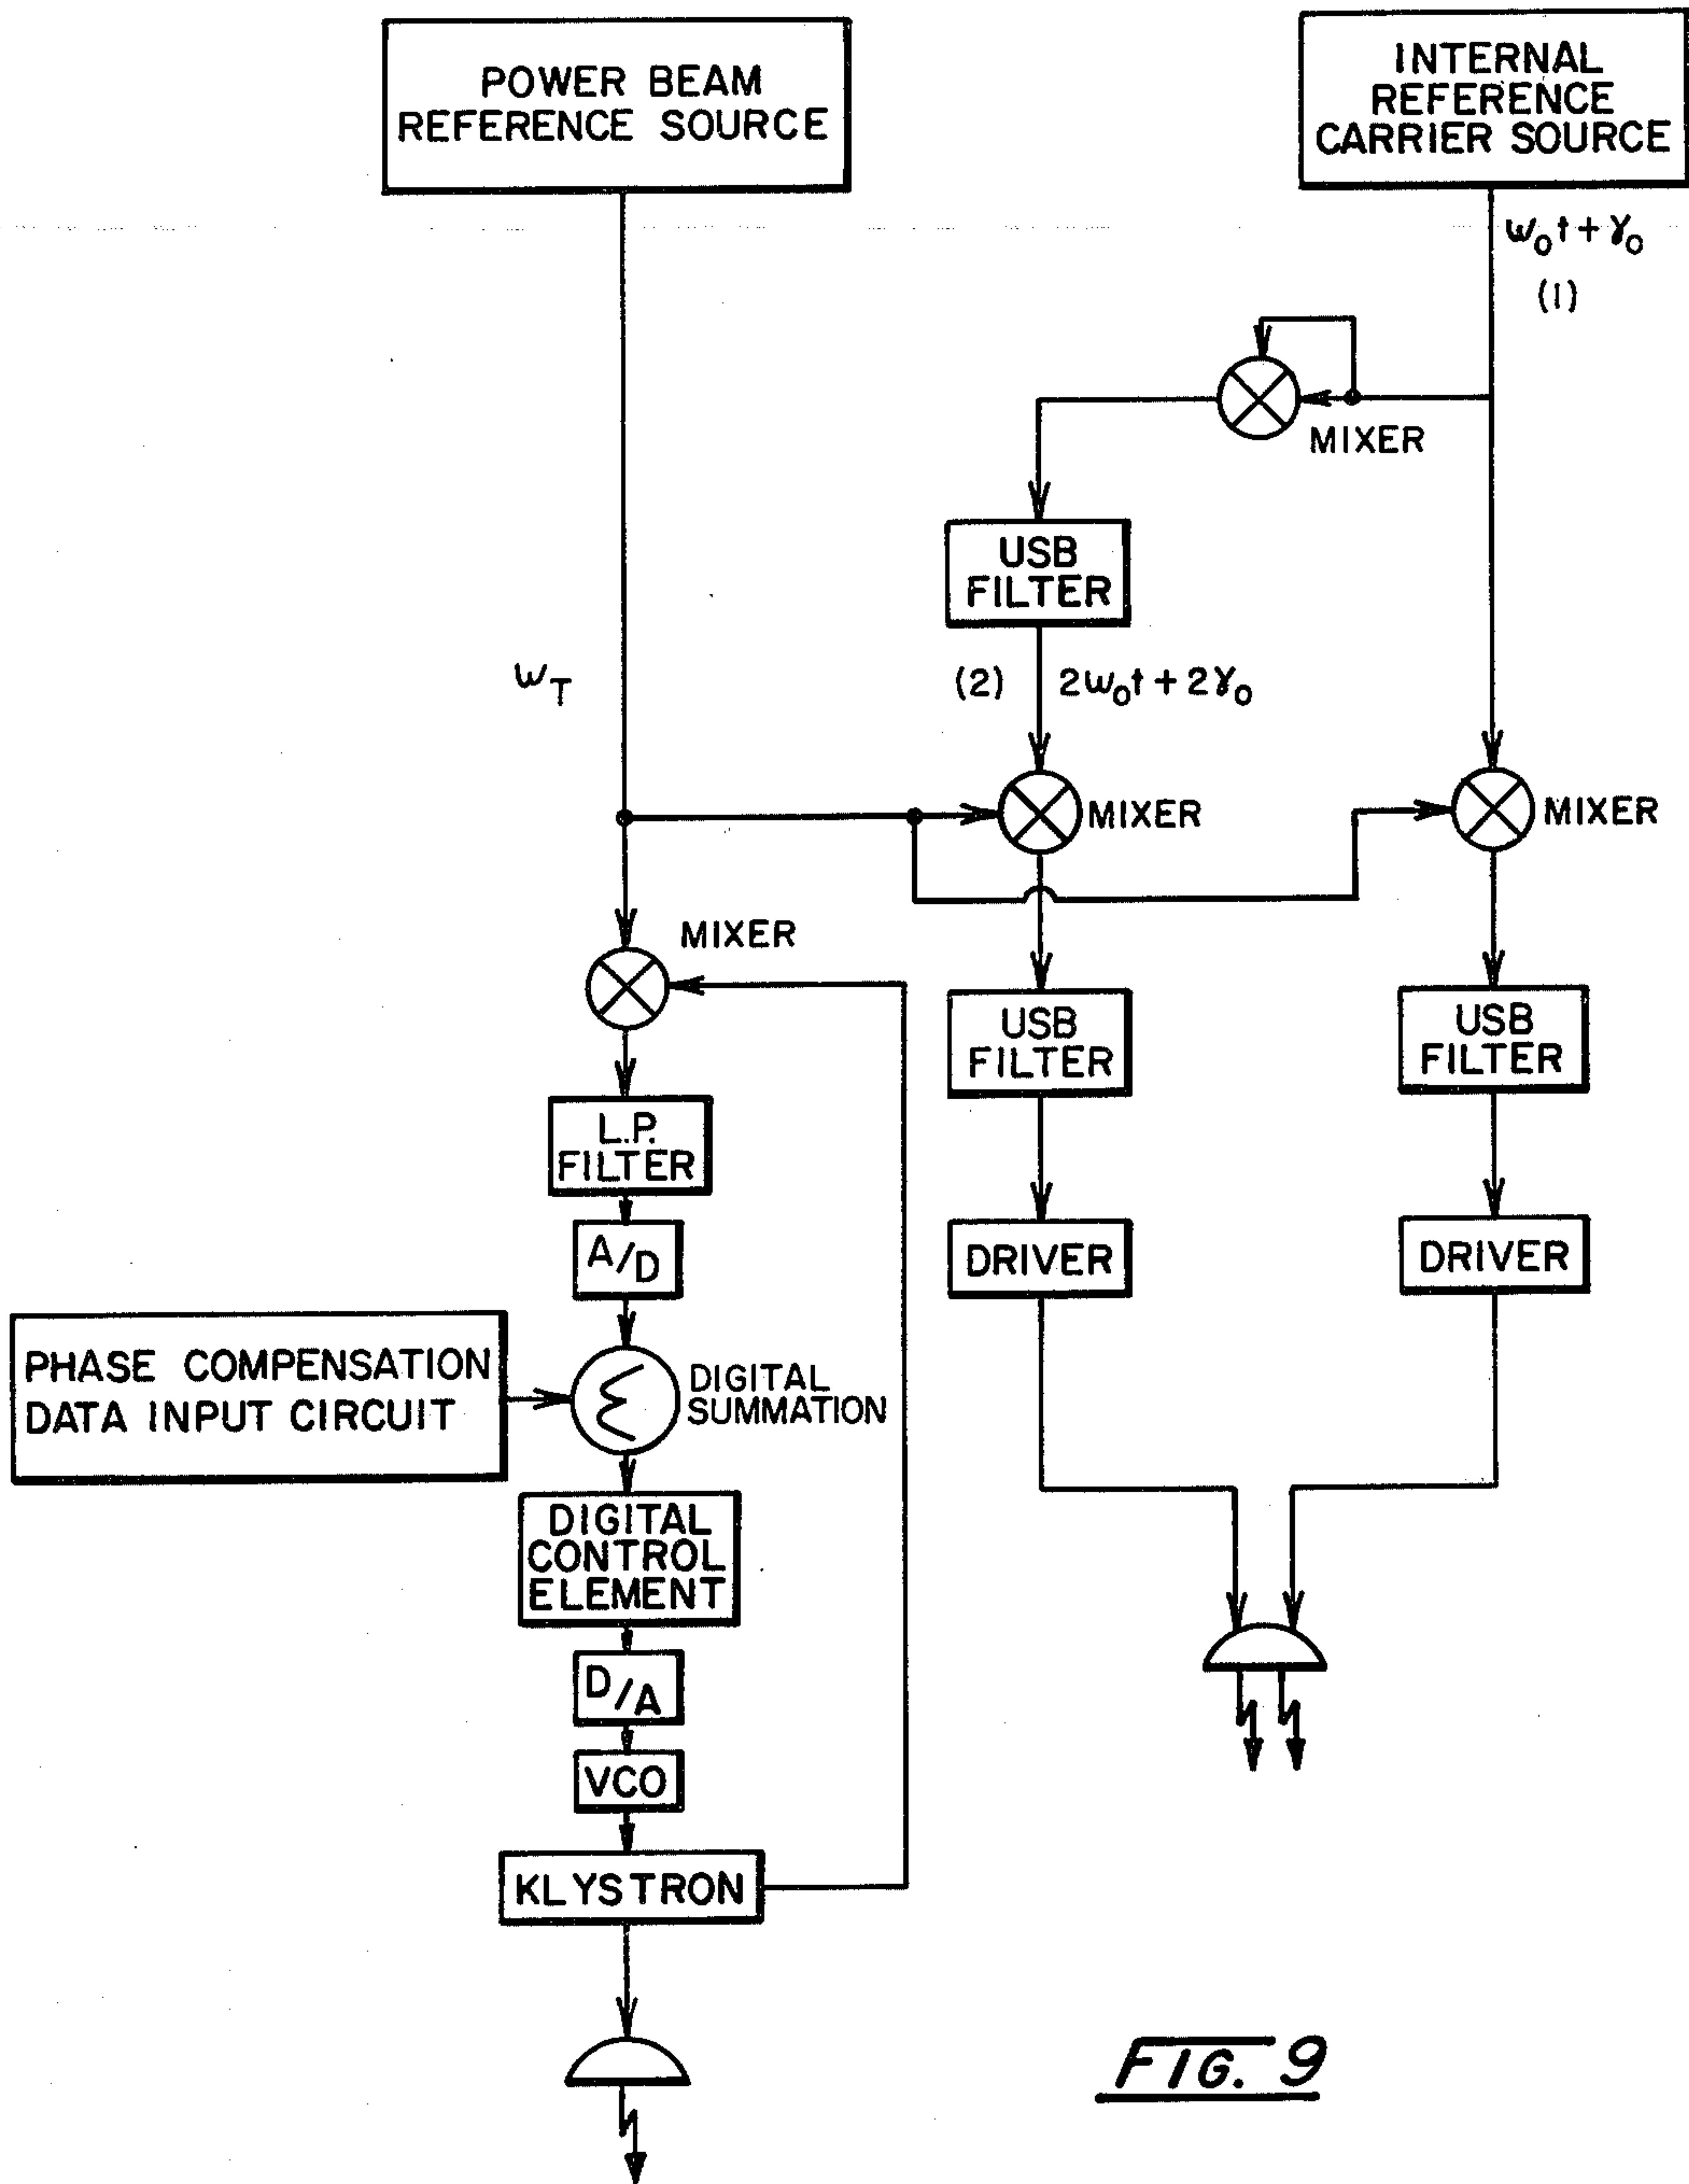 POWER BEAM
REFERENCE SOURCE
INTERNAL
REFERENCE
CARRIER SOURCE
ω₀t + γ₀
(1)
MIXER
USB
FILTER
ω_T
(2) 2ω₀t + 2γ₀
MIXER
MIXER
MIXER
USB
FILTER
USB
FILTER
L.P.
FILTER
A/D
DRIVER
DRIVER
PHASE COMPENSATION
DATA INPUT CIRCUIT
Σ
DIGITAL
SUMMATION
DIGITAL
CONTROL
ELEMENT
D/A
VCO
KLYSTRON
FIG. 9